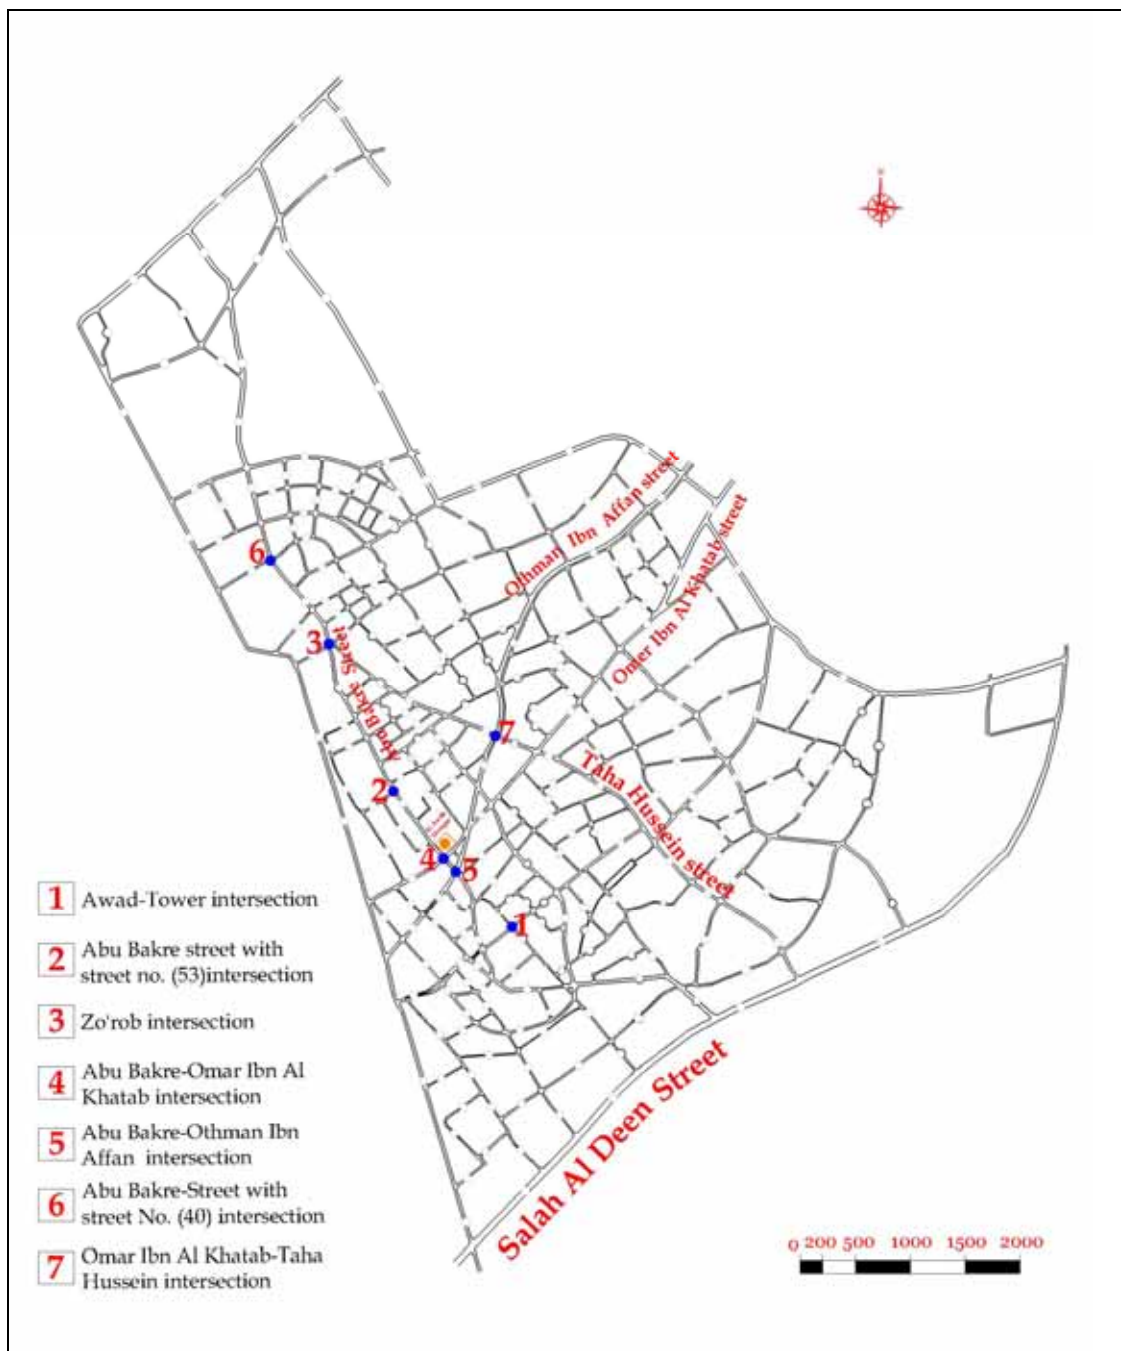 6
3
Abu Bakre Street
Othman Ibn Affan street
Omer Ibn Al Khatab street
7
Taha Hussein street
2
4
5
1
Salah Al Deen Street
1 Awad-Tower intersection
2 Abu Bakre street with
street no. (53)intersection
3 Zo'rob intersection
4 Abu Bakre-Omar Ibn Al
Khatab intersection
5 Abu Bakre-Othman Ibn
Affan intersection
6 Abu Bakre-Street with
street No. (40) intersection
7 Omar Ibn Al Khatab-Taha
Hussein intersection
0 200 500 1000 1500 2000